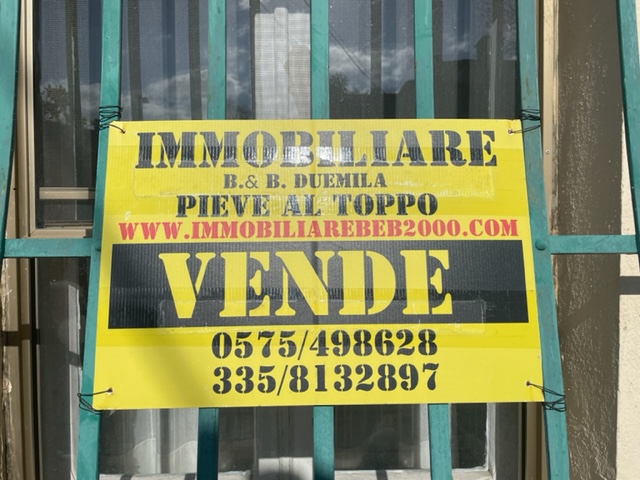 IMMOBILIARE
B.& B. DUEMILA
PIEVE AL TOPPO
WWW.IMMOBILIAREBEB2000.COM
VENDE
0575/498628
335/8132897